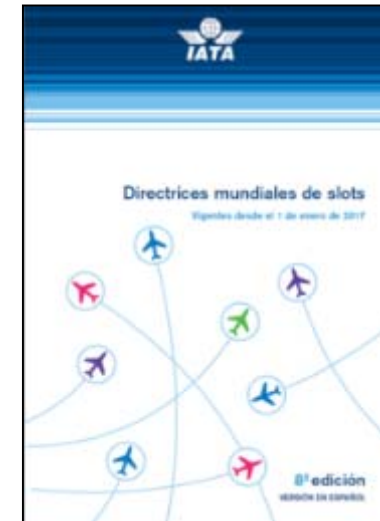 IATA
Directrices mundiales de slots
Vigentes desde el 1 de enero de 2017
8ª edición
VERSIÓN EN ESPAÑOL